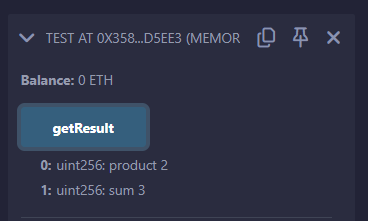 TEST AT 0X358...D5EE3 (MEMOR
Balance: 0 ETH
getResult
0: uint256: product 2
1: uint256: sum 3